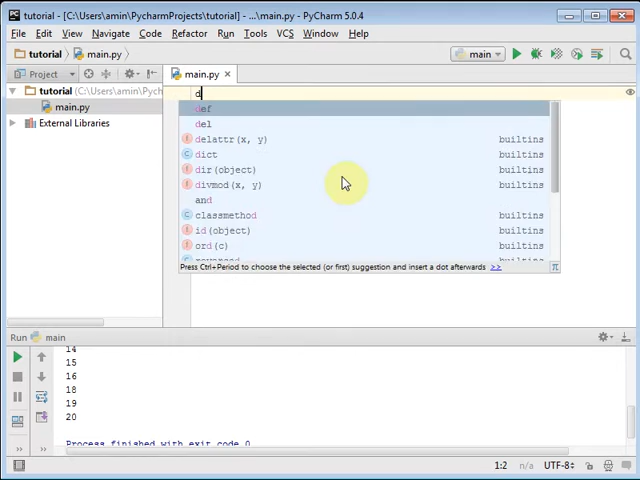 tutorial - [C:\Users\amin\PycharmProjects\tutorial] - ...\main.py - PyCharm 5.0.4
File Edit View Navigate Code Refactor Run Tools VCS Window Help
tutorial main.py main
Project main.py
tutorial (C:\Users\amin\Pych
main.py
External Libraries
d
def
del
delattr(x, y) builtins
dict builtins
dir(object) builtins
divmod(x, y) builtins
and
classmethod builtins
id(object) builtins
ord(c) builtins
Press Ctrl+Period to choose the selected (or first) suggestion and insert a dot afterwards >> π
Run main
14
15
16
18
19
20
Process finished with exit code 0
1:2 n/a UTF-8